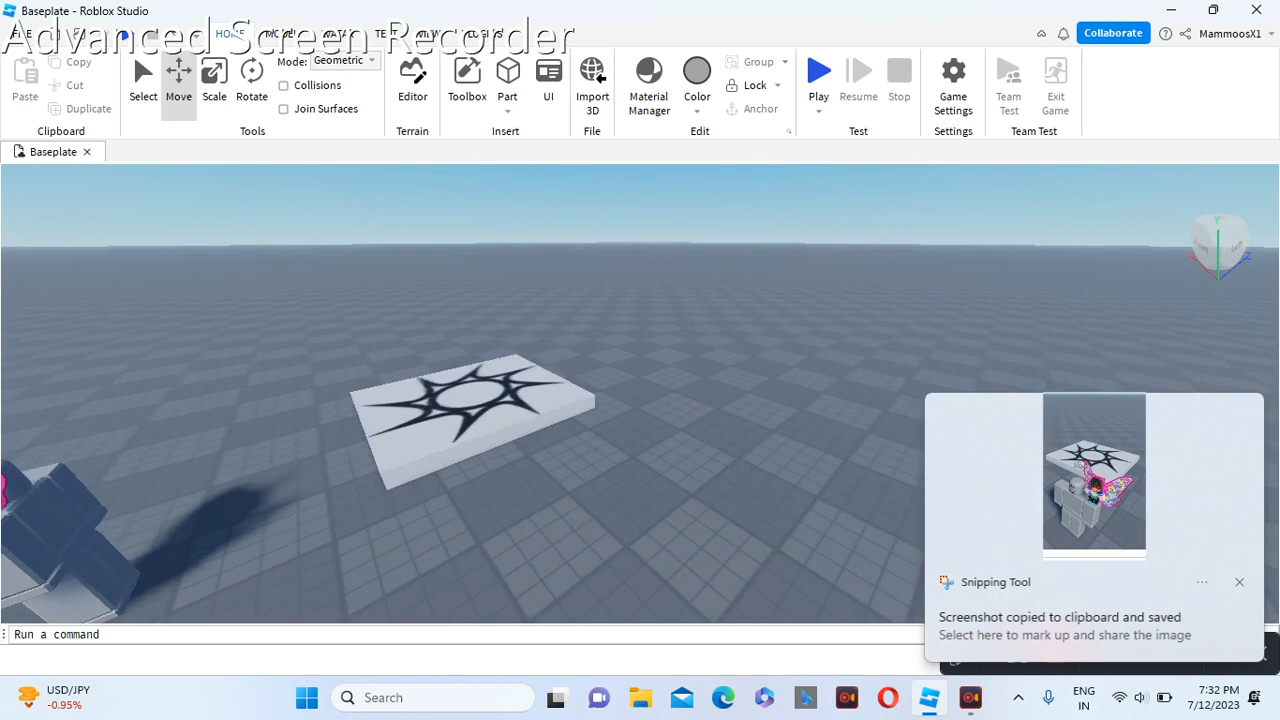 Baseplate - Roblox Studio
Advanced Screen Recorder
HOME
Collaborate
MammoosX1
Paste
Copy
Cut
Duplicate
Clipboard
Select
Move
Scale
Rotate
Mode: Geometric
Collisions
Join Surfaces
Tools
Editor
Terrain
Toolbox
Part
UI
Insert
Import
3D
File
Material
Manager
Color
Group
Lock
Anchor
Edit
Play
Resume
Stop
Test
Game
Settings
Settings
Team
Test
Exit
Game
Team Test
Baseplate
Y
Z
Snipping Tool
Screenshot copied to clipboard and saved
Select here to mark up and share the image
Run a command
USD/JPY
-0.95%
Search
ENG
IN
7:32 PM
7/12/2023